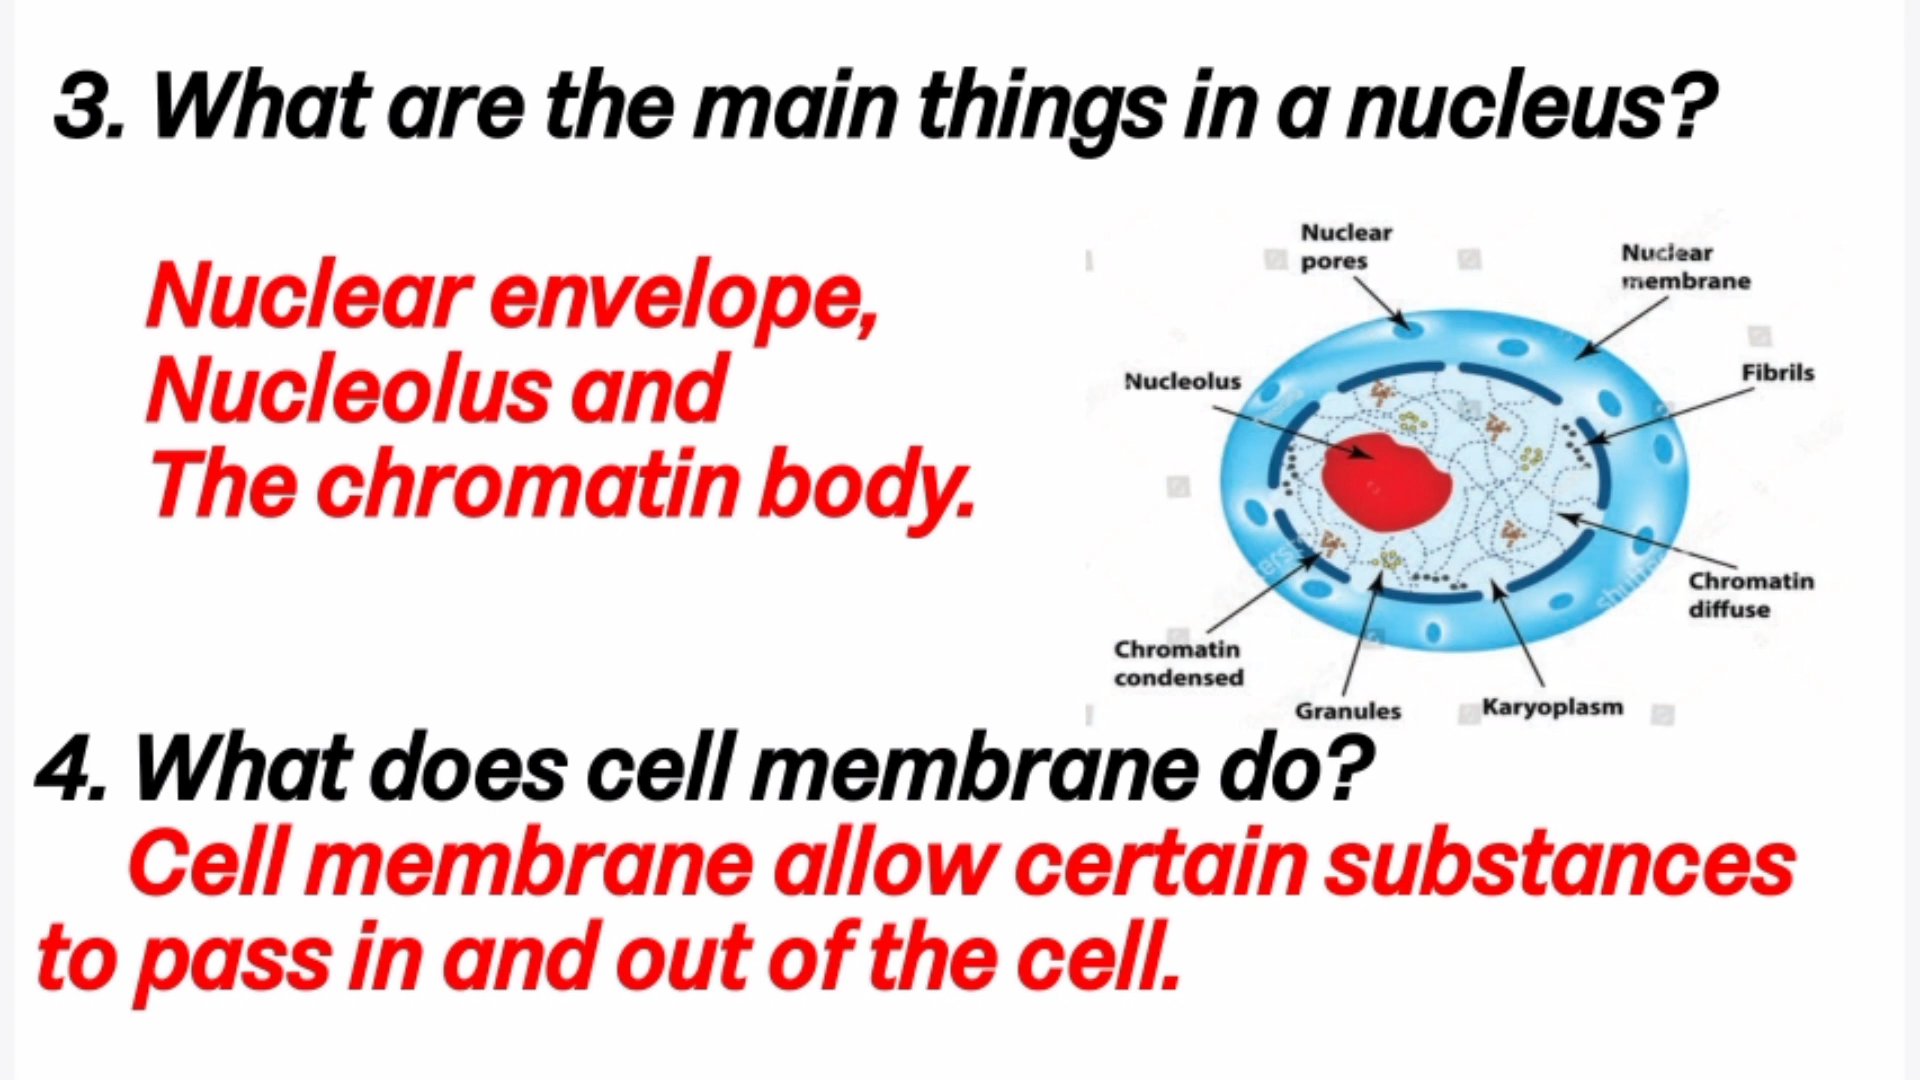 3. What are the main things in a nucleus?
Nuclear envelope,
Nucleolus and
The chromatin body.
Nuclear
pores
Nuclear
membrane
Nucleolus
Fibrils
Chromatin
diffuse
Chromatin
condensed
Granules
Karyoplasm
4. What does cell membrane do?
Cell membrane allow certain substances
to pass in and out of the cell.